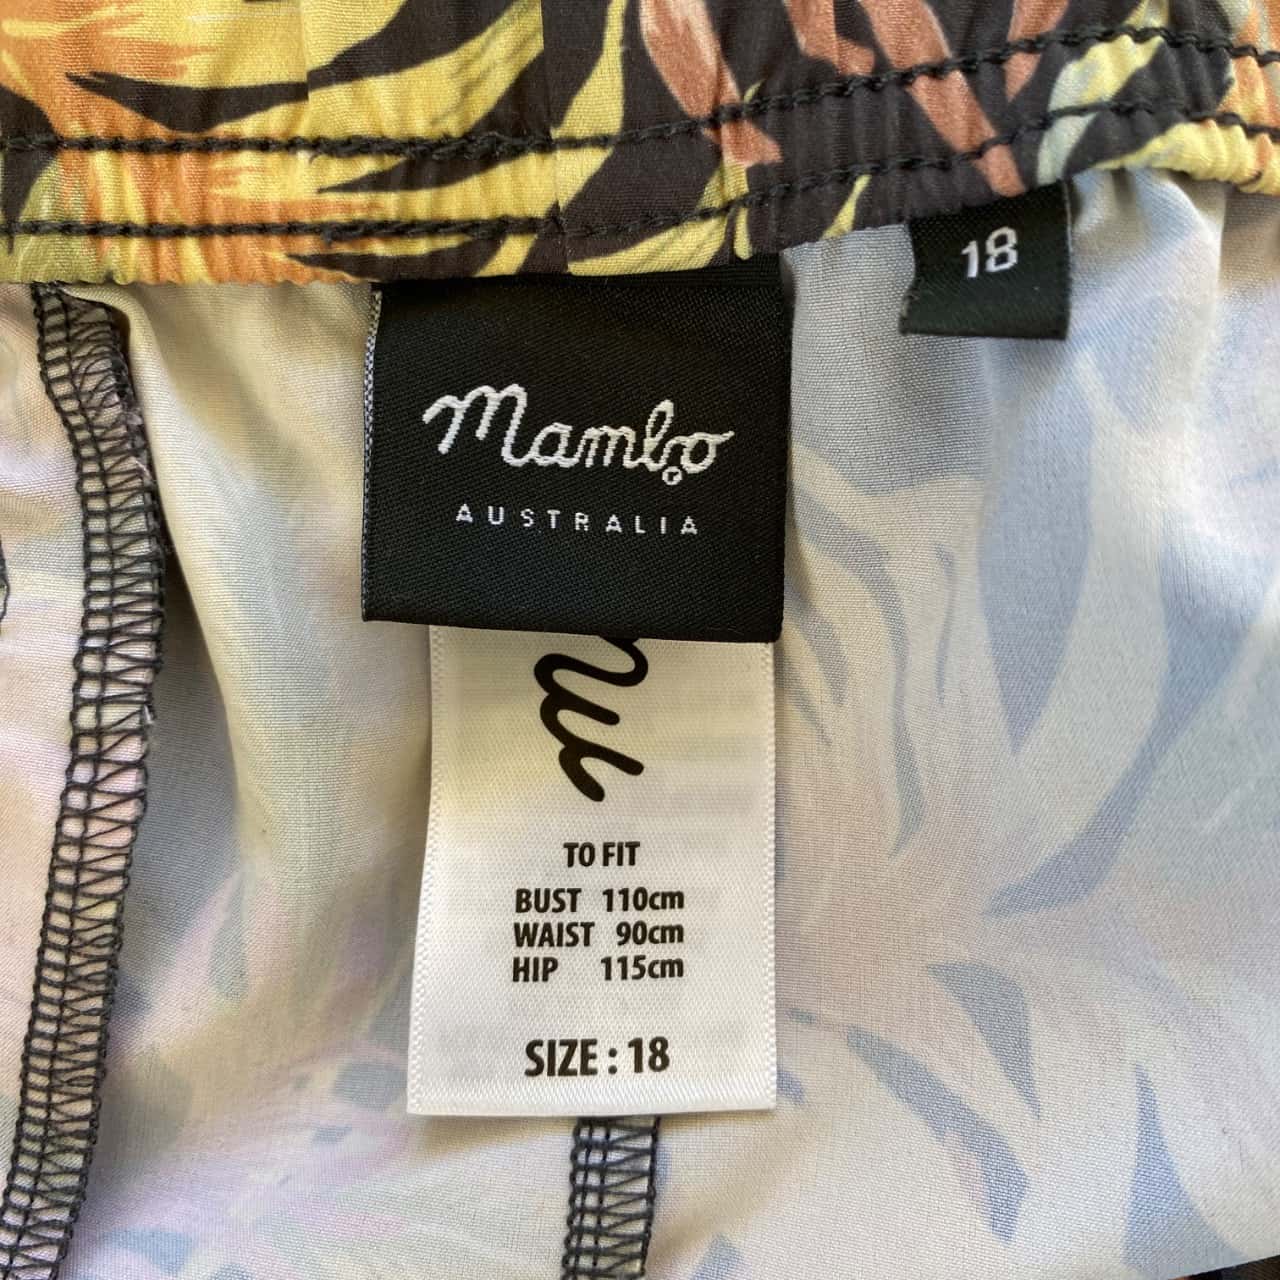 18
Mambo
AUSTRALIA
TO FIT
BUST 110cm
WAIST 90cm
HIP 115cm
SIZE : 18